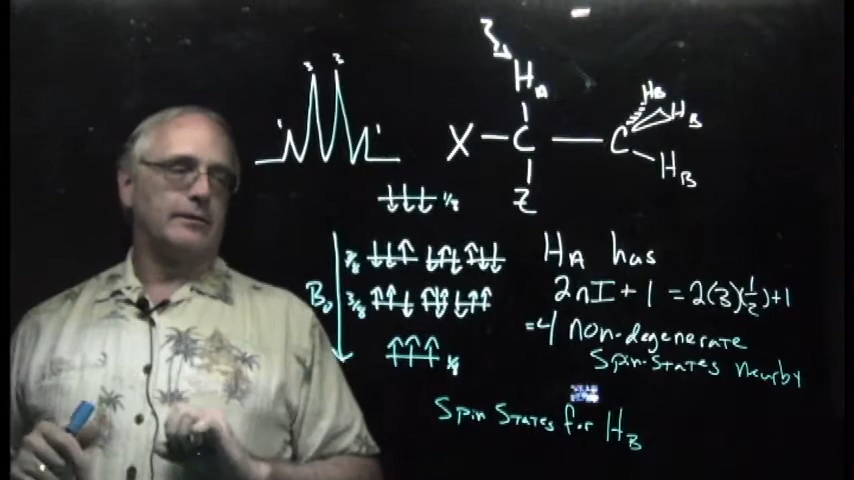 1 3 3 1
H_A
X – C — C
H_B
H_B
H_B
Z
1/8
3/8
B₀
3/8
1/8
H_A has
2nI + 1 = 2(3)(1/2)+1
=4 non-degenerate
Spin-States nearby
Spin States for H_B